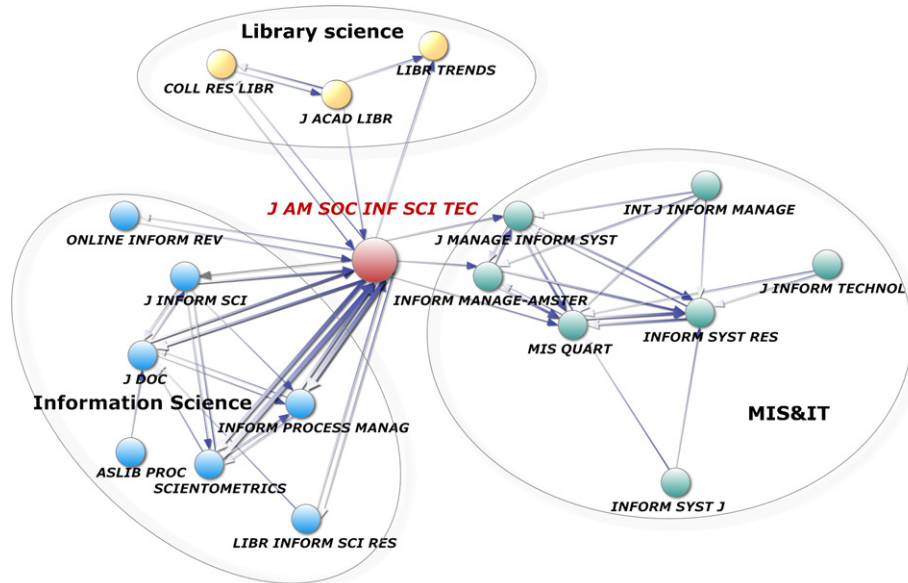 Library science
LIBR TRENDS
COLL RES LIBR
J ACAD LIBR
J AM SOC INF SCI TEC
INT J INFORM MANAGE
ONLINE INFORM REV
J MANAGE INFORM SYST
J INFORM SCI
INFORM MANAGE-AMSTER
J INFORM TECHNOL
INFORM SYST RES
MIS QUART
J DOC
Information Science
MIS&IT
INFORM PROCESS MANAG
ASLIB PROC
SCIENTOMETRICS
INFORM SYST J
LIBR INFORM SCI RES